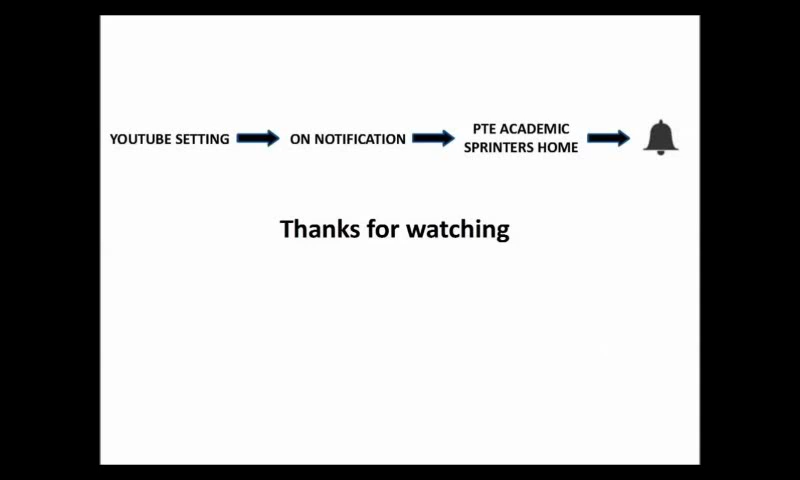 YOUTUBE SETTING
ON NOTIFICATION
PTE ACADEMIC
SPRINTERS HOME
Thanks for watching